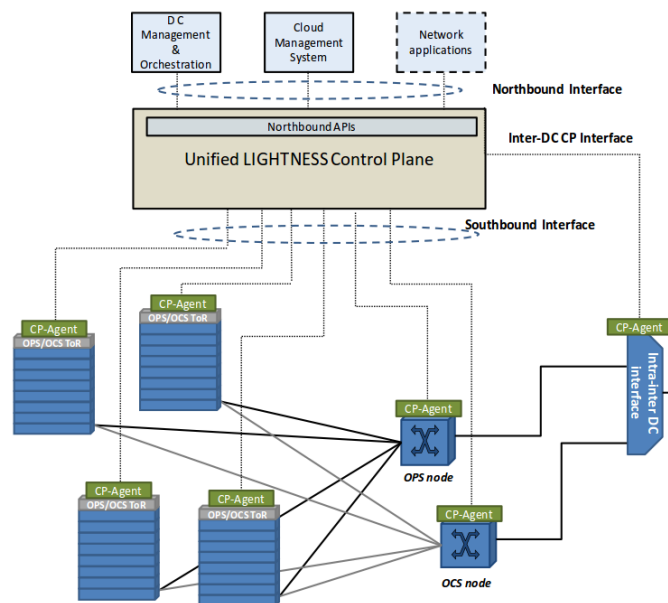 DC
Management
&
Orchestration
Cloud
Management
System
Network
applications
Northbound Interface
Northbound APIs
Unified LIGHTNESS Control Plane
Inter-DC CP Interface
Southbound Interface
CP-Agent
OPS/OCS ToR
CP-Agent
OPS/OCS ToR
CP-Agent
Intra-inter DC
interface
CP-Agent
OPS node
CP-Agent
OPS/OCS ToR
CP-Agent
OPS/OCS ToR
CP-Agent
OCS node